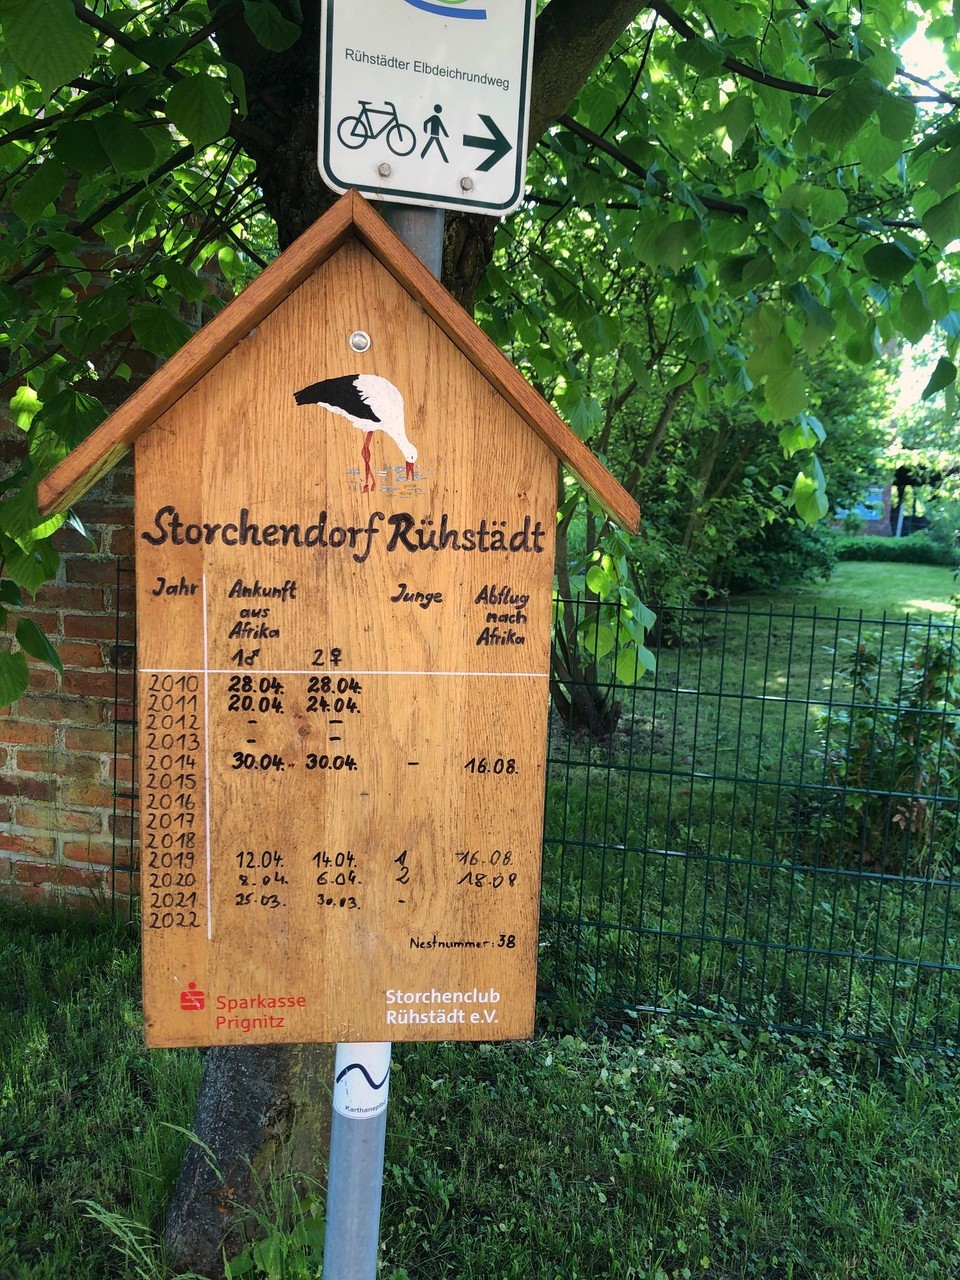 Rühstädter Elbdeichrundweg
Storchendorf Rühstädt
Jahr Ankunft aus Afrika Junge Abflug nach Afrika
1♂ 2♀
2010 28.04. 28.04.
2011 20.04. 24.04.
2012 - -
2013 - -
2014 30.04. 30.04. - 16.08.
2015
2016
2017
2018
2019 12.04. 14.04. 1 16.08.
2020 8.04. 6.04. 2 18.08
2021 25.03. 30.03. -
2022
Nestnummer: 38
Sparkasse
Prignitz
Storchenclub
Rühstädt e.V.